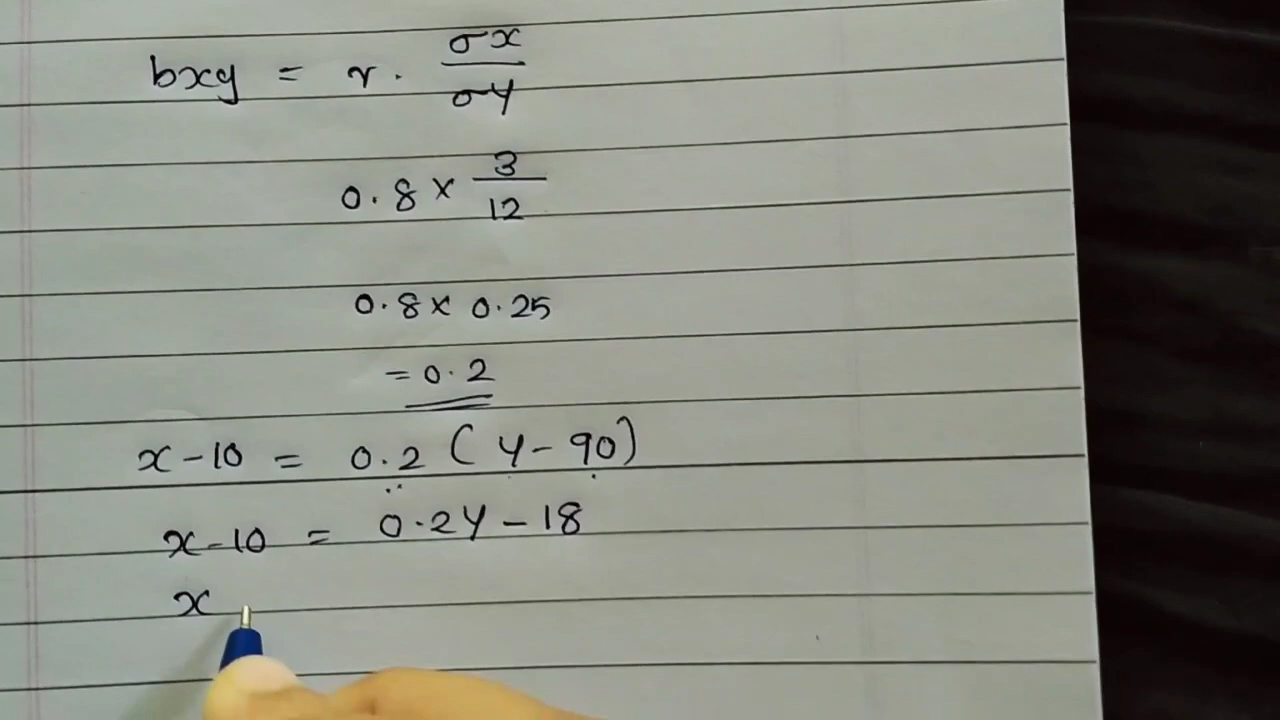 bxy = r. σx/σy
0.8 × 3/12
0.8 × 0.25
= 0.2
x - 10 = 0.2 (y - 90)
x - 10 = 0.2y - 18
x